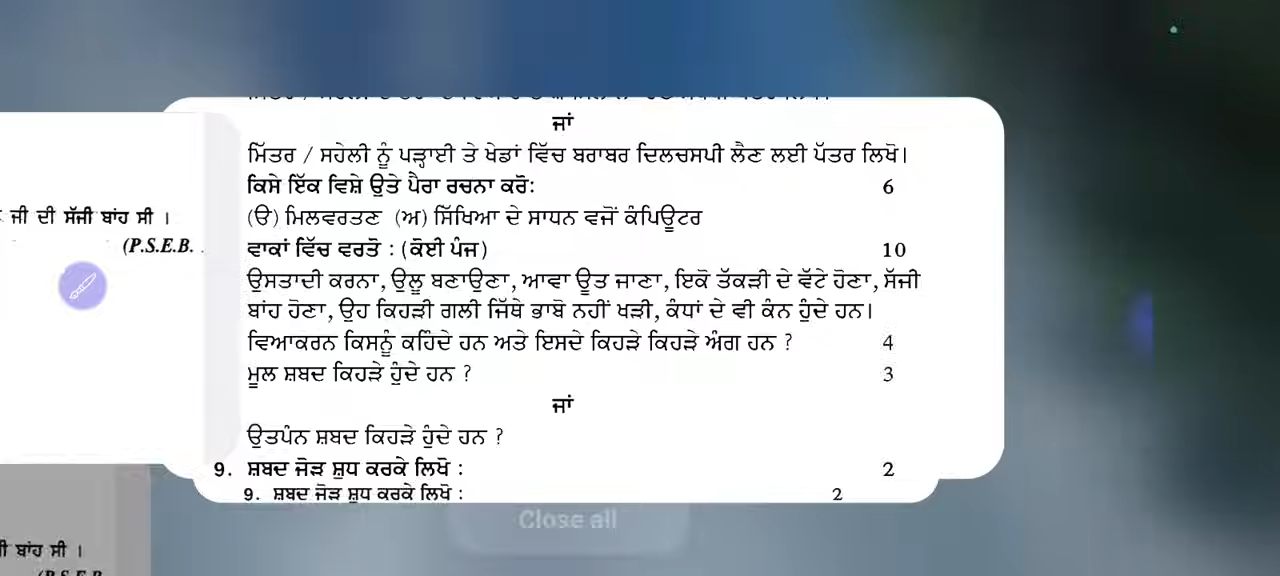 ਜਾਂ
ਮਿੱਤਰ / ਸਹੇਲੀ ਨੂੰ ਪੜ੍ਹਾਈ ਤੇ ਖੇਡਾਂ ਵਿੱਚ ਬਰਾਬਰ ਦਿਲਚਸਪੀ ਲੈਣ ਲਈ ਪੱਤਰ ਲਿਖੋ।
ਕਿਸੇ ਇੱਕ ਵਿਸ਼ੇ ਉਤੇ ਪੈਰਾ ਰਚਨਾ ਕਰੋ: 6
(ੳ) ਮਿਲਵਰਤਣ (ਅ) ਸਿੱਖਿਆ ਦੇ ਸਾਧਨ ਵਜੋਂ ਕੰਪਿਊਟਰ
ਵਾਕਾਂ ਵਿੱਚ ਵਰਤੋ : (ਕੋਈ ਪੰਜ) 10
ਉਸਤਾਦੀ ਕਰਨਾ, ਉਲੂ ਬਣਾਉਣਾ, ਆਵਾ ਊਤ ਜਾਣਾ, ਇਕੋ ਤੱਕੜੀ ਦੇ ਵੱਟੇ ਹੋਣਾ, ਸੱਜੀ
ਬਾਂਹ ਹੋਣਾ, ਉਹ ਕਿਹੜੀ ਗਲੀ ਜਿੱਥੇ ਭਾਬੋ ਨਹੀਂ ਖੜੀ, ਕੰਧਾਂ ਦੇ ਵੀ ਕੰਨ ਹੁੰਦੇ ਹਨ।
ਵਿਆਕਰਨ ਕਿਸਨੂੰ ਕਹਿੰਦੇ ਹਨ ਅਤੇ ਇਸਦੇ ਕਿਹੜੇ ਕਿਹੜੇ ਅੰਗ ਹਨ ? 4
ਮੂਲ ਸ਼ਬਦ ਕਿਹੜੇ ਹੁੰਦੇ ਹਨ ? 3
ਜਾਂ
ਉਤਪੰਨ ਸ਼ਬਦ ਕਿਹੜੇ ਹੁੰਦੇ ਹਨ ?
9. ਸ਼ਬਦ ਜੋੜ ਸ਼ੁਧ ਕਰਕੇ ਲਿਖੋ : 2
9. ਸ਼ਬਦ ਜੋੜ ਸ਼ੁਧ ਕਰਕੇ ਲਿਖੋ : 2
ਜੀ ਦੀ ਸੱਜੀ ਬਾਂਹ ਸੀ ।
(P.S.E.B.
Close all
ਬਾਂਹ ਸੀ ।